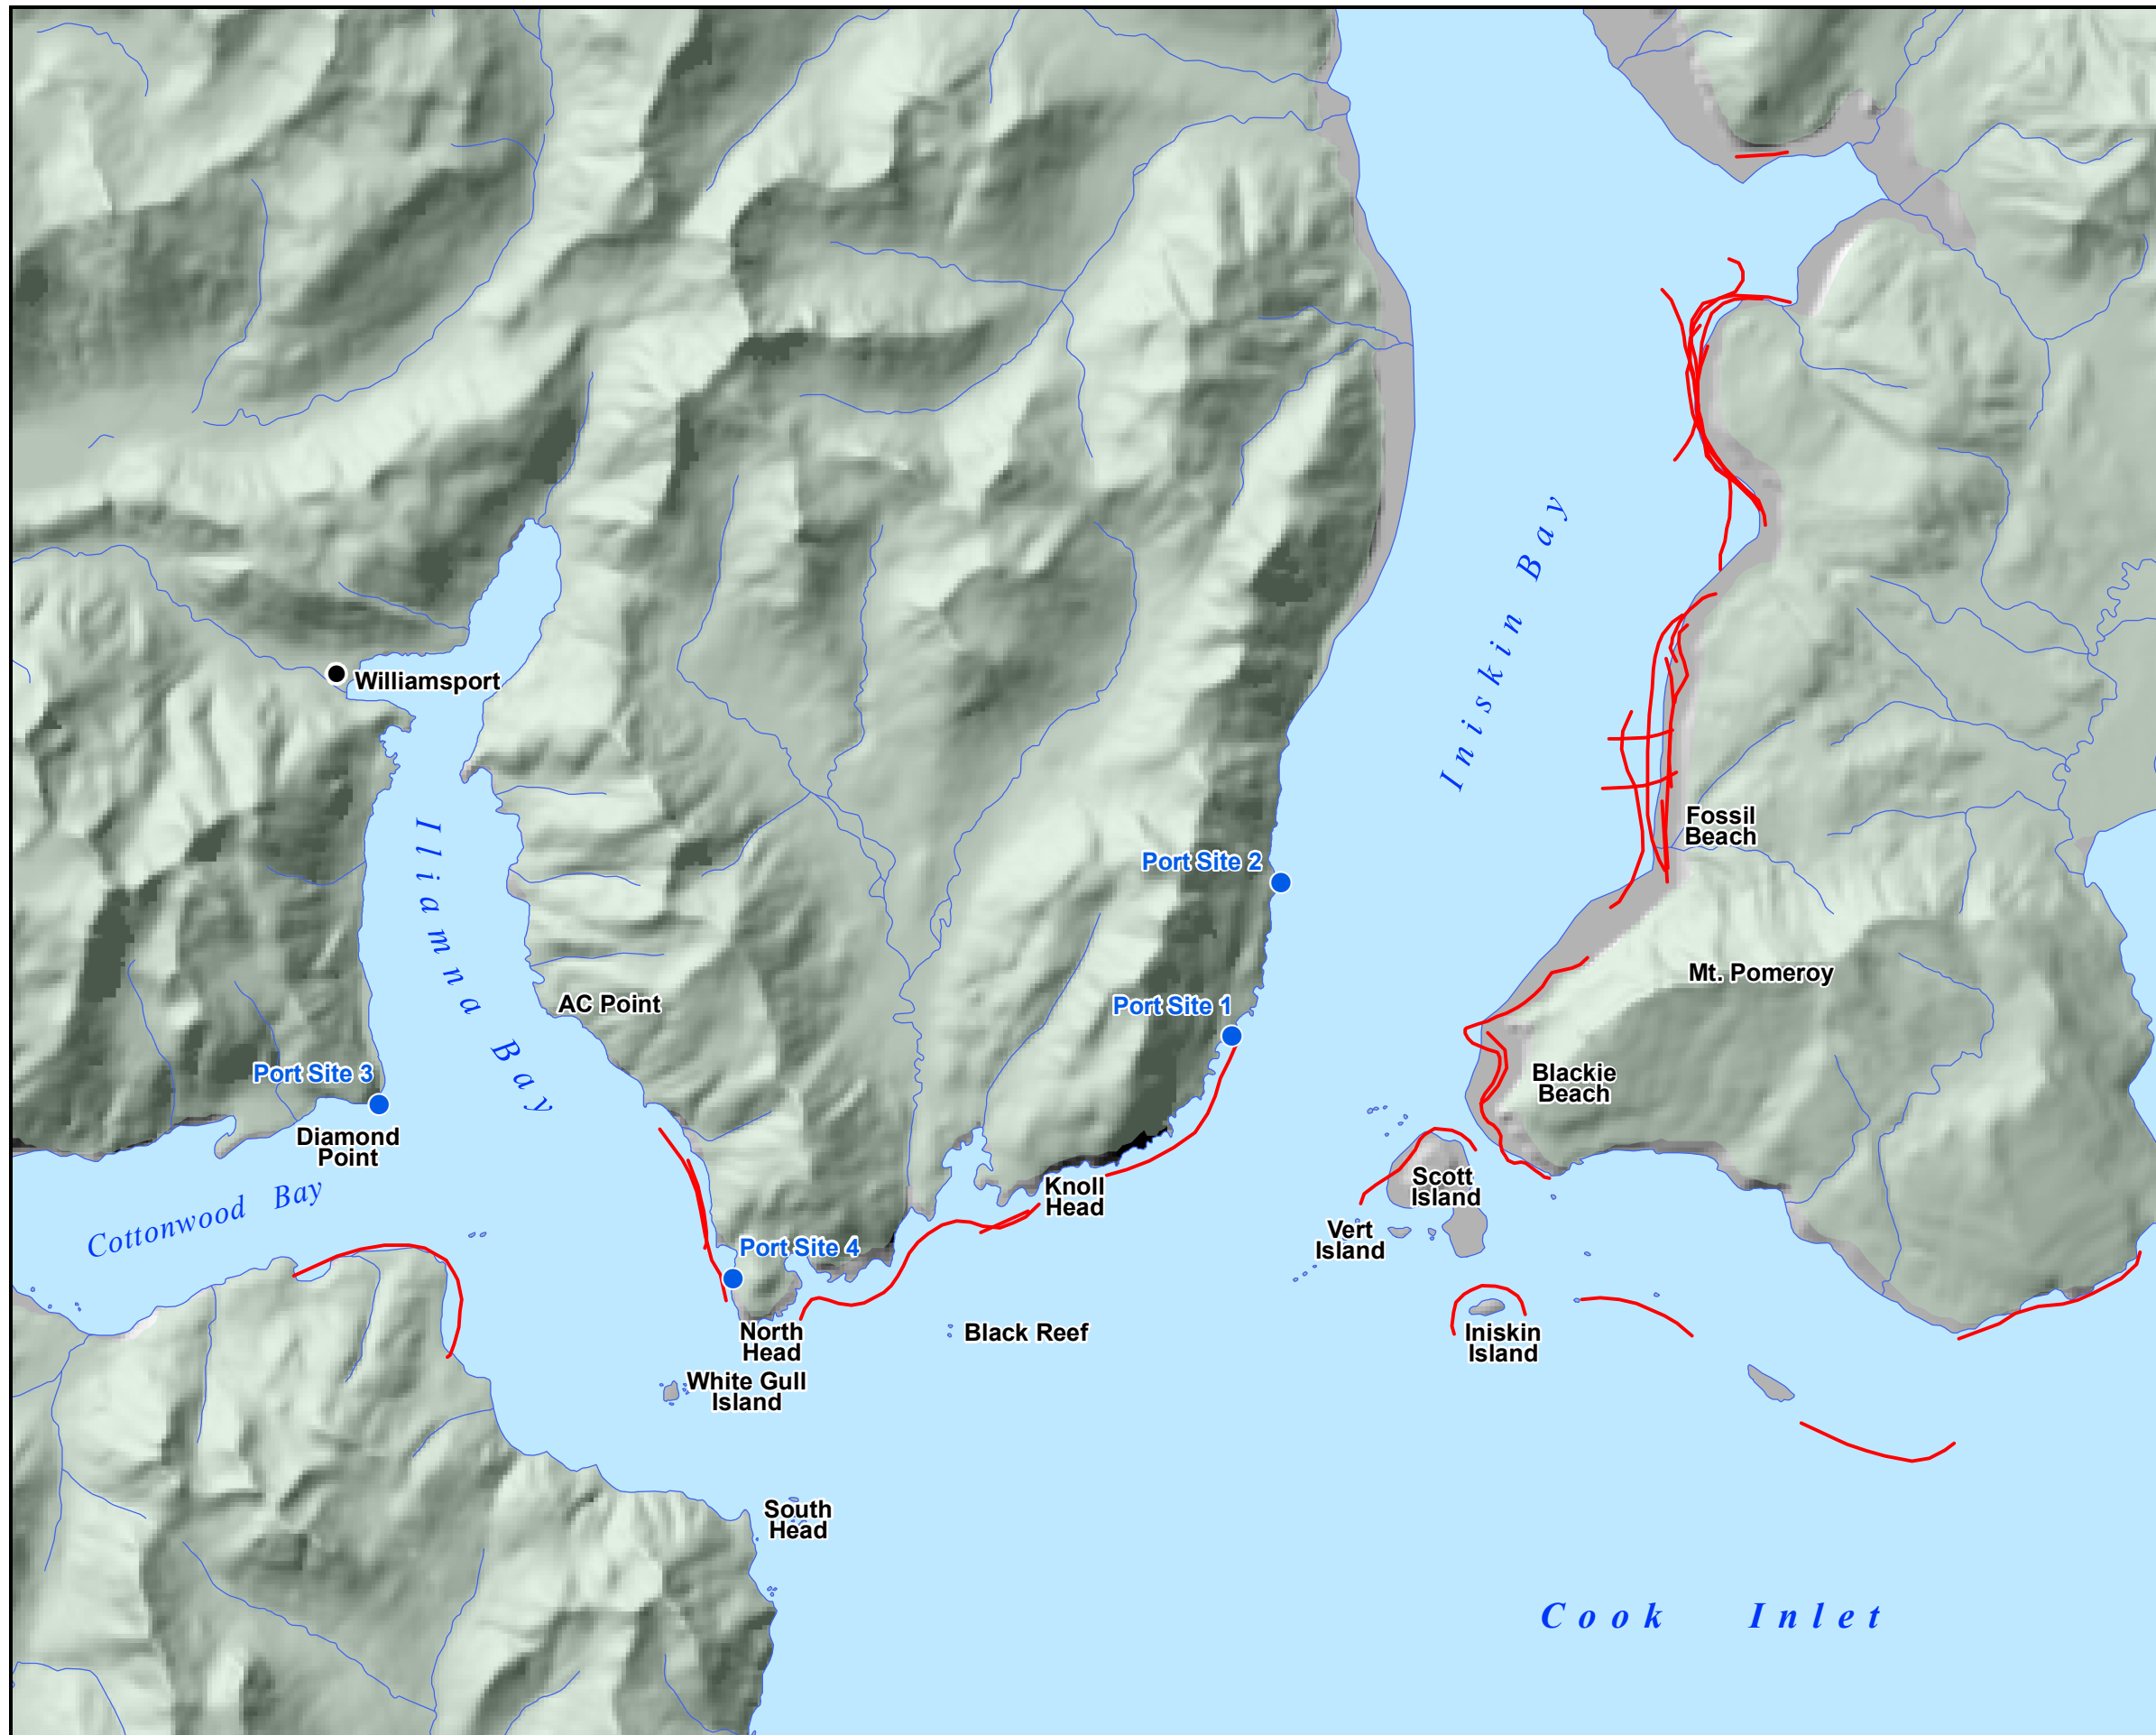 Iniskin Bay
Williamsport
Fossil
Beach
Iliamna Bay
Port Site 2
Mt. Pomeroy
AC Point
Port Site 1
Port Site 3
Blackie
Beach
Diamond
Point
Cottonwood Bay
Knoll
Head
Scott
Island
Vert
Island
Port Site 4
North
Head
Black Reef
Iniskin
Island
White Gull
Island
South
Head
Cook Inlet